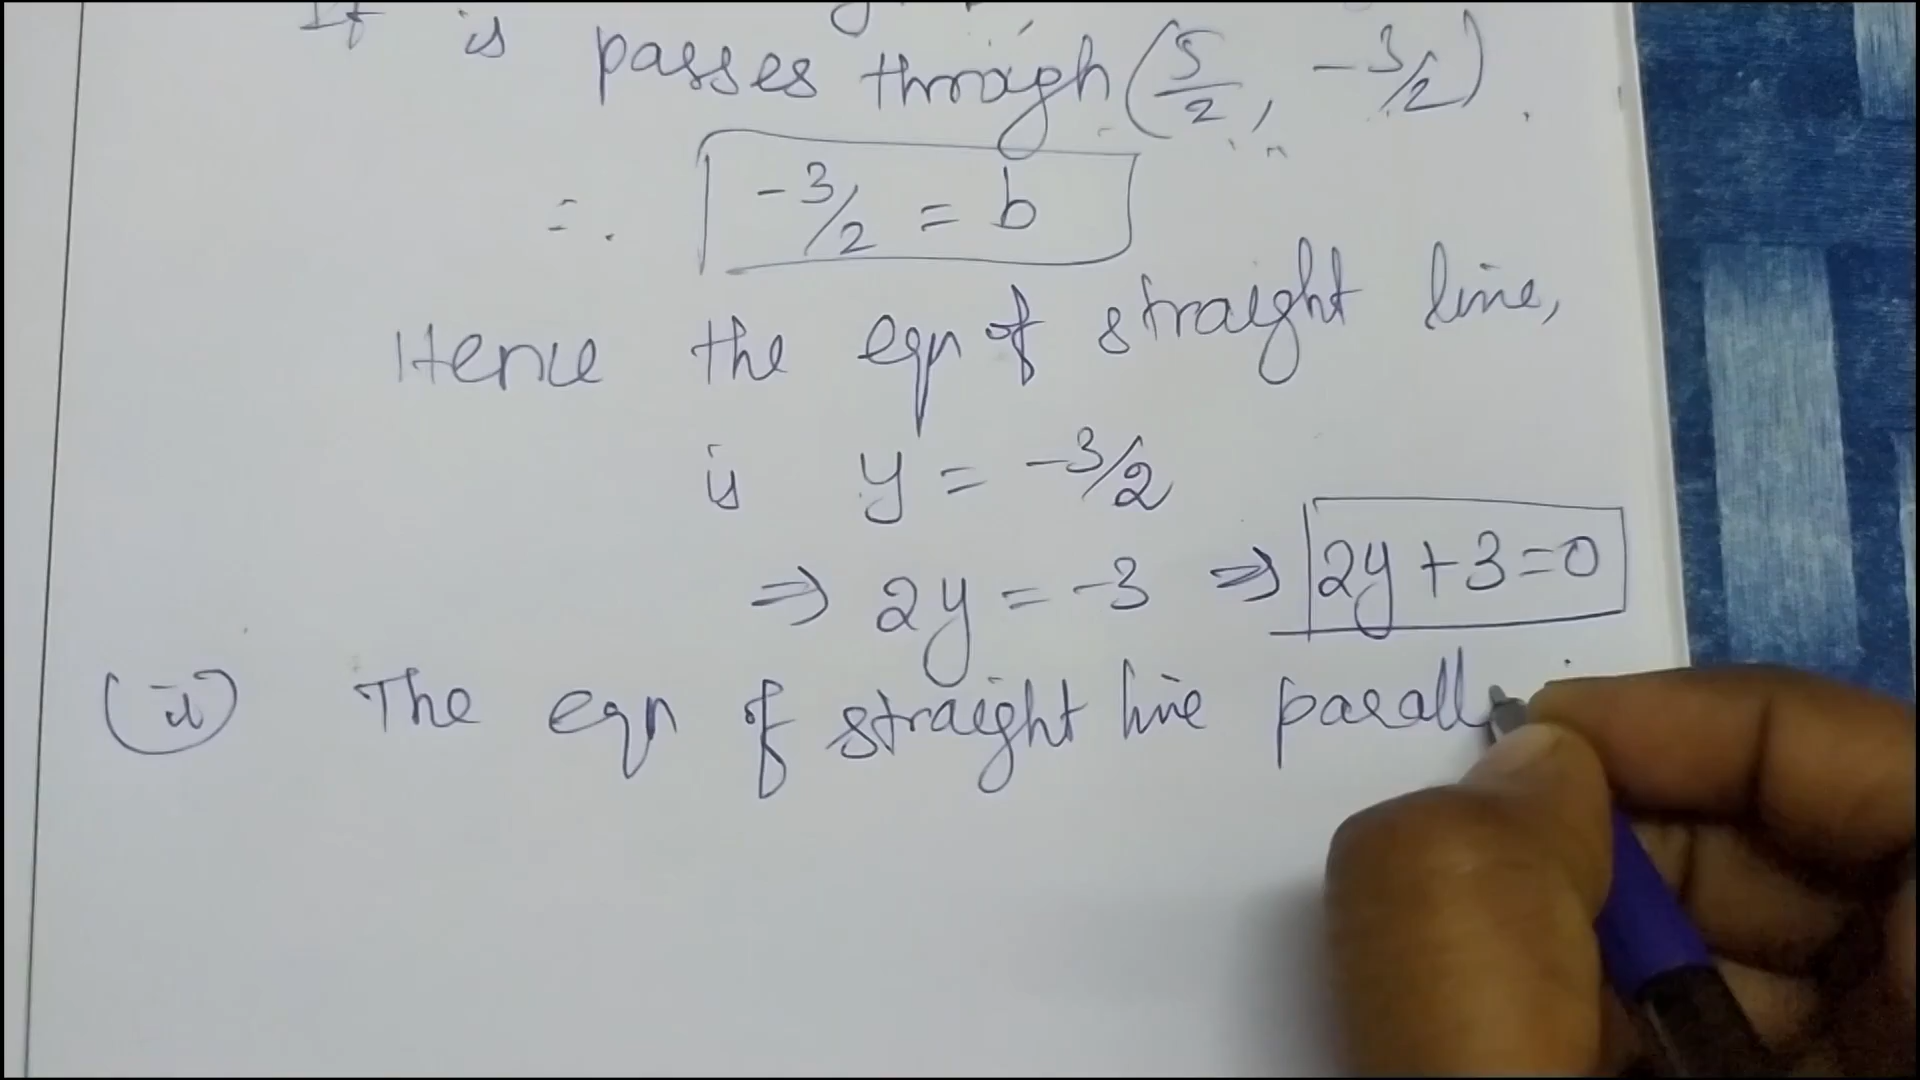 It is passes through (5/2, -3/2).
∴ -3/2 = b
Hence the eqn of straight line,
is y = -3/2
⇒ 2y = -3 ⇒ 2y + 3 = 0
(ii) The eqn of straight line parall